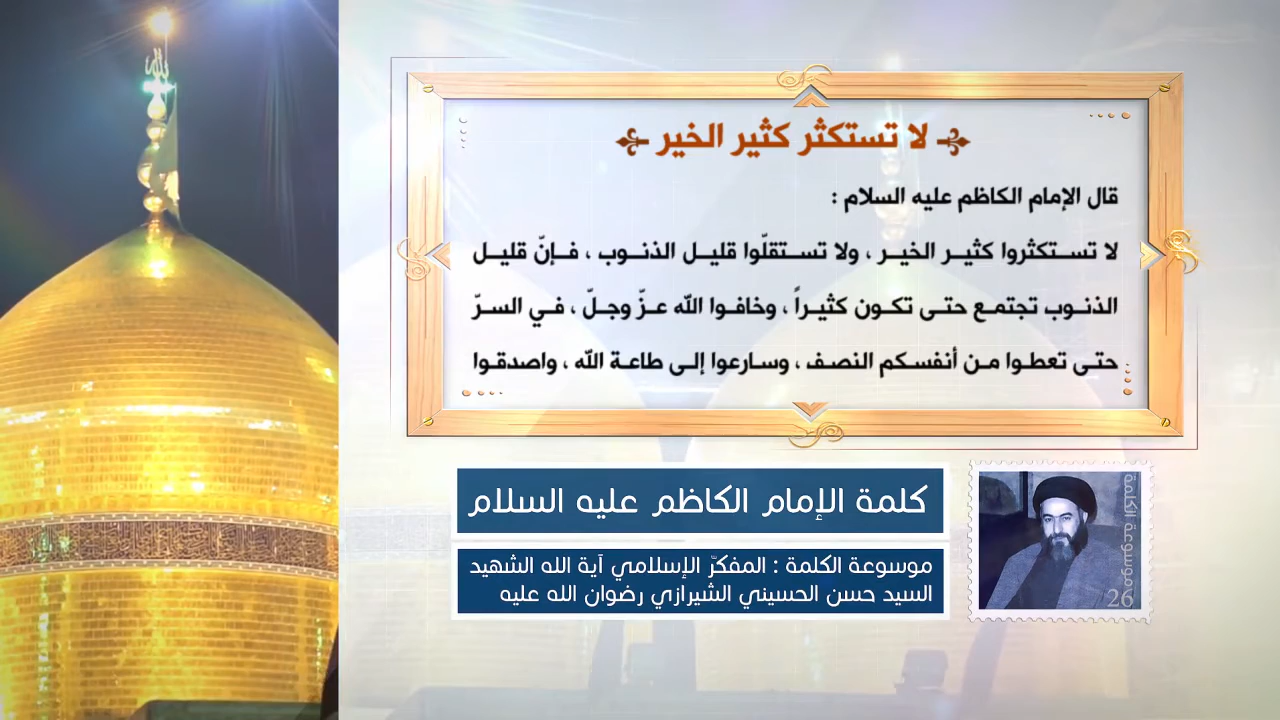 لا تستكثر كثير الخير
قال الإمام الكاظم عليه السلام :
لا تستكثروا كثير الخير ، ولا تستقلّوا قليل الذنوب ، فإنّ قليل
الذنوب تجتمع حتى تكون كثيراً ، وخافوا الله عزّ وجلّ ، في السرّ
حتى تعطوا من أنفسكم النصف ، وسارعوا إلى طاعة الله ، واصدقوا
كلمة الإمام الكاظم عليه السلام
موسوعة الكلمة : المفكّر الإسلامي آية الله الشهيد
السيد حسن الحسيني الشيرازي رضوان الله عليه
موسوعة الكلمة
26